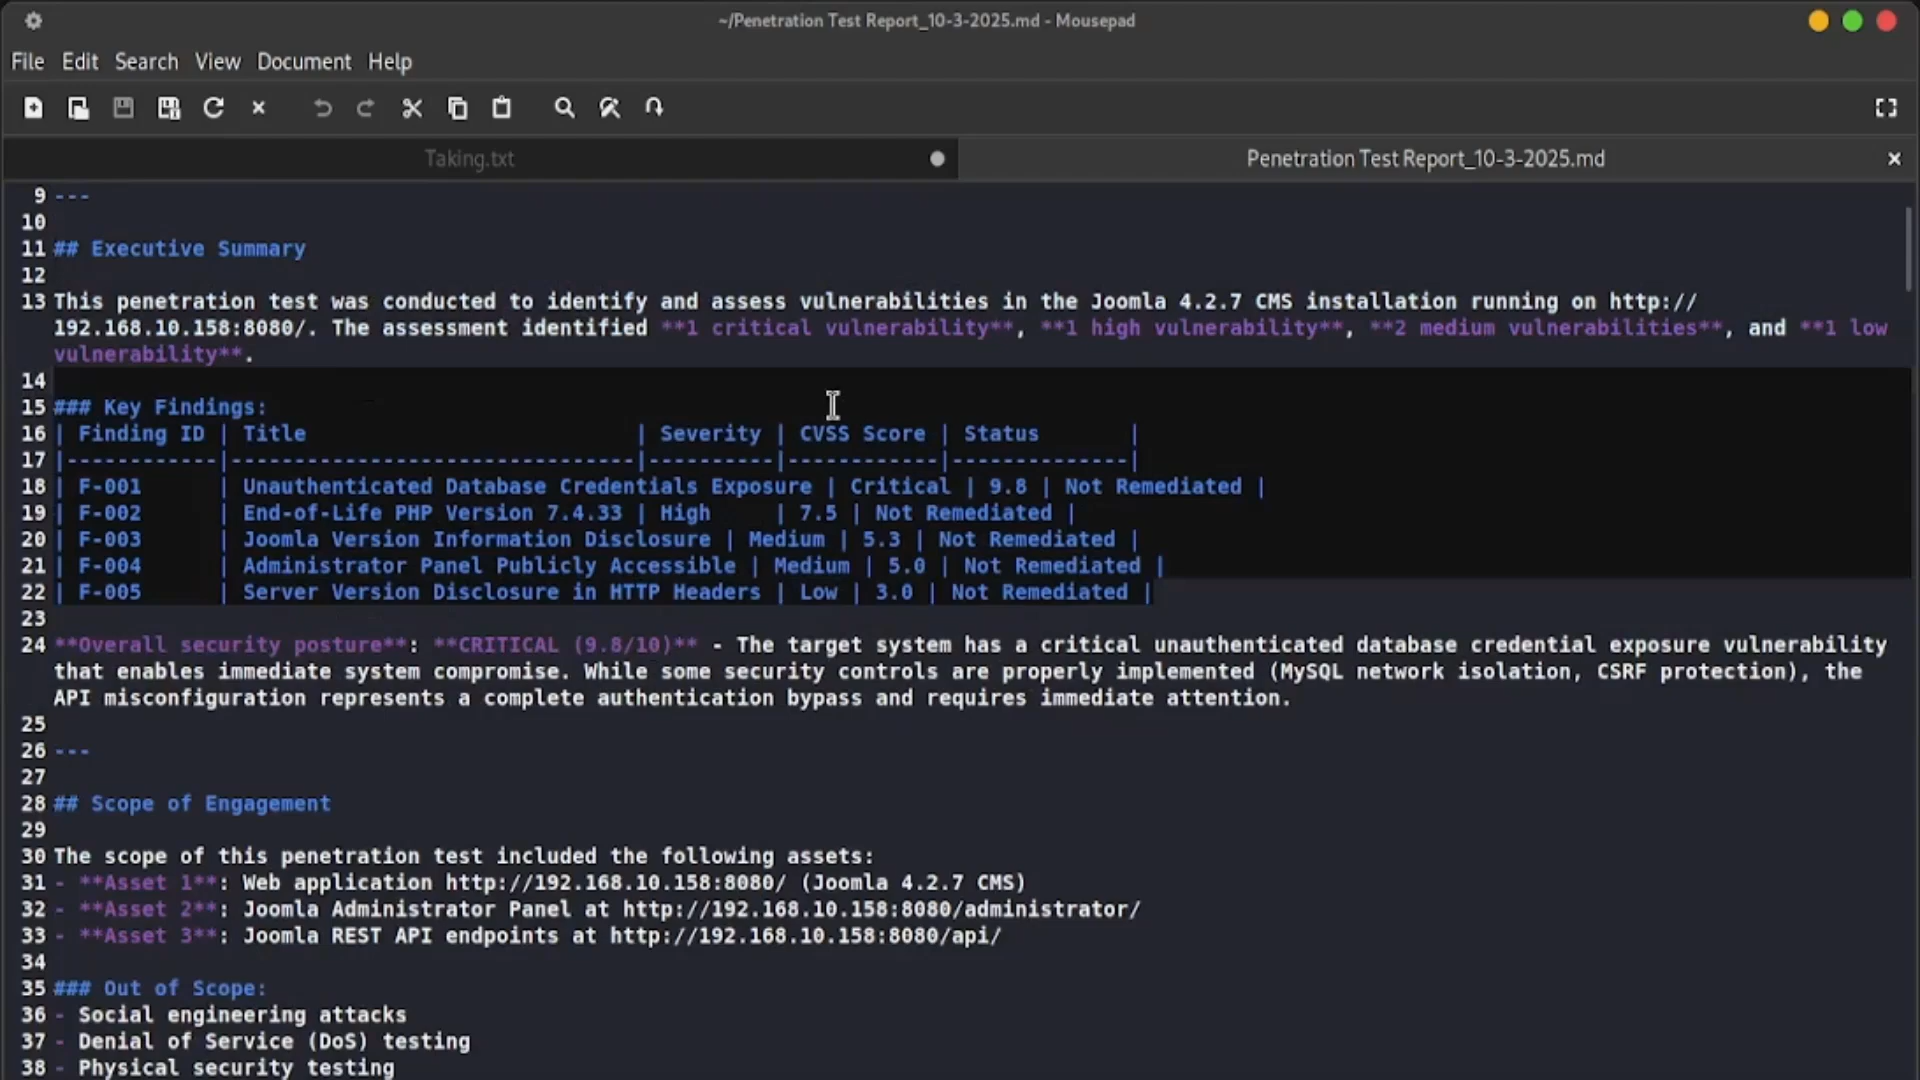 ~/Penetration Test Report_10-3-2025.md - Mousepad
File Edit Search View Document Help
Taking.txt
Penetration Test Report_10-3-2025.md
9 ---
10
11 ## Executive Summary
12
13 This penetration test was conducted to identify and assess vulnerabilities in the Joomla 4.2.7 CMS installation running on http://
192.168.10.158:8080/. The assessment identified **1 critical vulnerability**, **1 high vulnerability**, **2 medium vulnerabilities**, and **1 low
vulnerability**.
14
15 ### Key Findings:
16 | Finding ID | Title                          | Severity | CVSS Score | Status       |
17 |------------|--------------------------------|----------|------------|--------------|
18 | F-001      | Unauthenticated Database Credentials Exposure | Critical | 9.8 | Not Remediated |
19 | F-002      | End-of-Life PHP Version 7.4.33 | High     | 7.5 | Not Remediated |
20 | F-003      | Joomla Version Information Disclosure | Medium | 5.3 | Not Remediated |
21 | F-004      | Administrator Panel Publicly Accessible | Medium | 5.0 | Not Remediated |
22 | F-005      | Server Version Disclosure in HTTP Headers | Low | 3.0 | Not Remediated |
23
24 **Overall security posture**: **CRITICAL (9.8/10)** - The target system has a critical unauthenticated database credential exposure vulnerability
that enables immediate system compromise. While some security controls are properly implemented (MySQL network isolation, CSRF protection), the
API misconfiguration represents a complete authentication bypass and requires immediate attention.
25
26 ---
27
28 ## Scope of Engagement
29
30 The scope of this penetration test included the following assets:
31 - **Asset 1**: Web application http://192.168.10.158:8080/ (Joomla 4.2.7 CMS)
32 - **Asset 2**: Joomla Administrator Panel at http://192.168.10.158:8080/administrator/
33 - **Asset 3**: Joomla REST API endpoints at http://192.168.10.158:8080/api/
34
35 ### Out of Scope:
36 - Social engineering attacks
37 - Denial of Service (DoS) testing
38 - Physical security testing